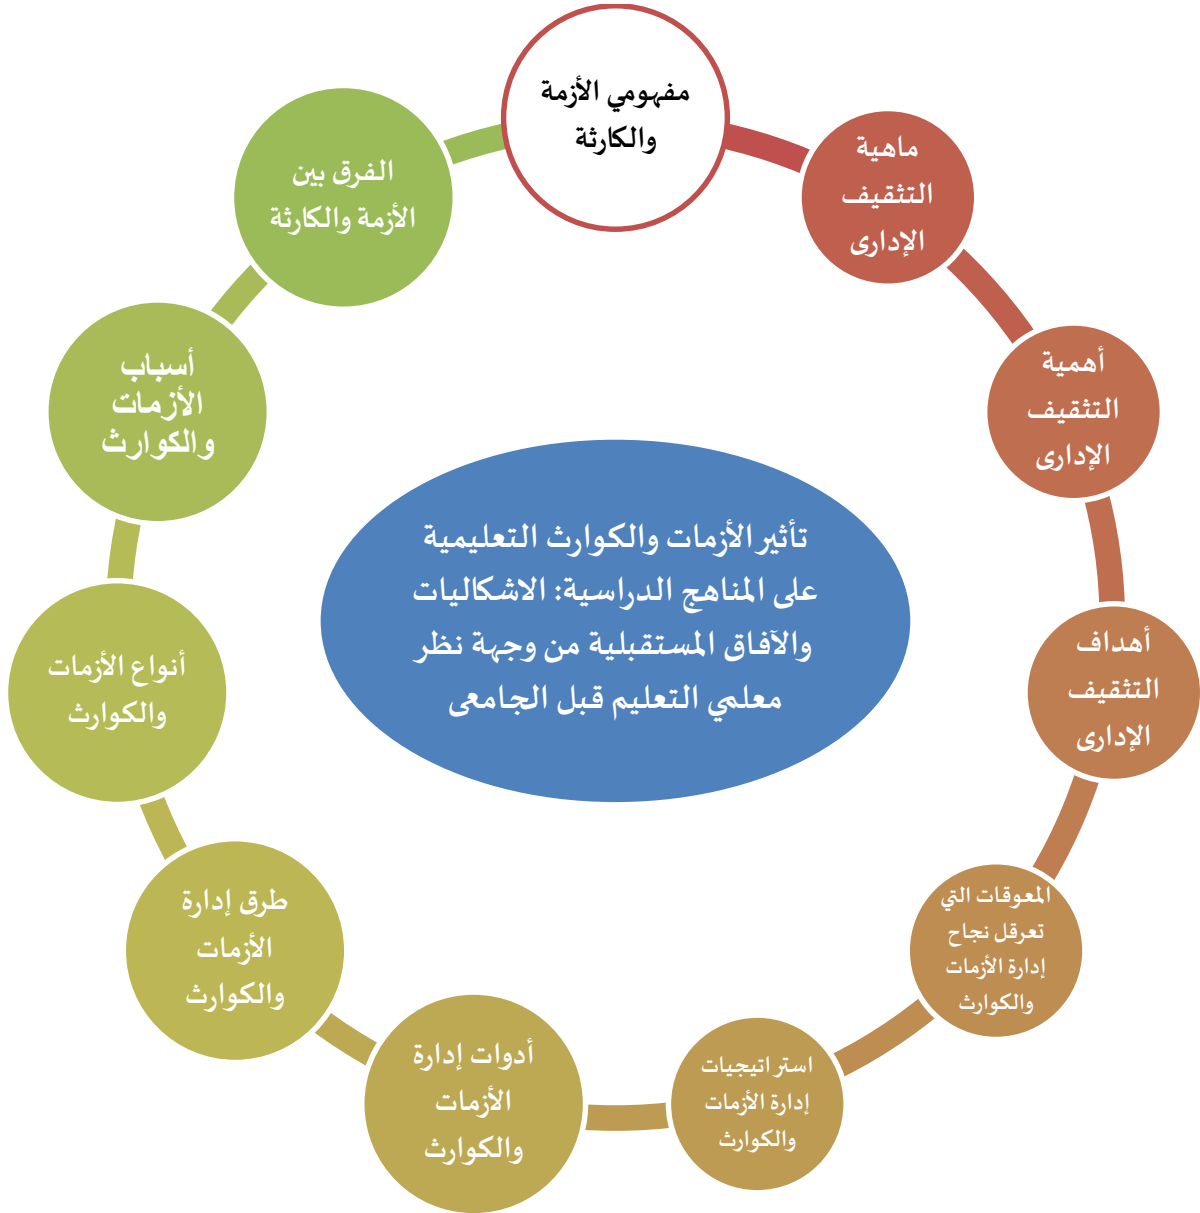 مفهومي الأزمة
والكارثة
ماهية
التثقيف
الإدارى
أهمية
التثقيف
الإدارى
أهداف
التثقيف
الإدارى
المعوقات التي
تعرقل نجاح
إدارة الأزمات
والكوارث
استراتيجيات
إدارة الأزمات
والكوارث
أدوات إدارة
الأزمات
والكوارث
طرق إدارة
الأزمات
والكوارث
أنواع الأزمات
والكوارث
أسباب
الأزمات
والكوارث
الفرق بين
الأزمة والكارثة
تأثير الأزمات والكوارث التعليمية
على المناهج الدراسية: الاشكاليات
والآفاق المستقبلية من وجهة نظر
معلمي التعليم قبل الجامعى